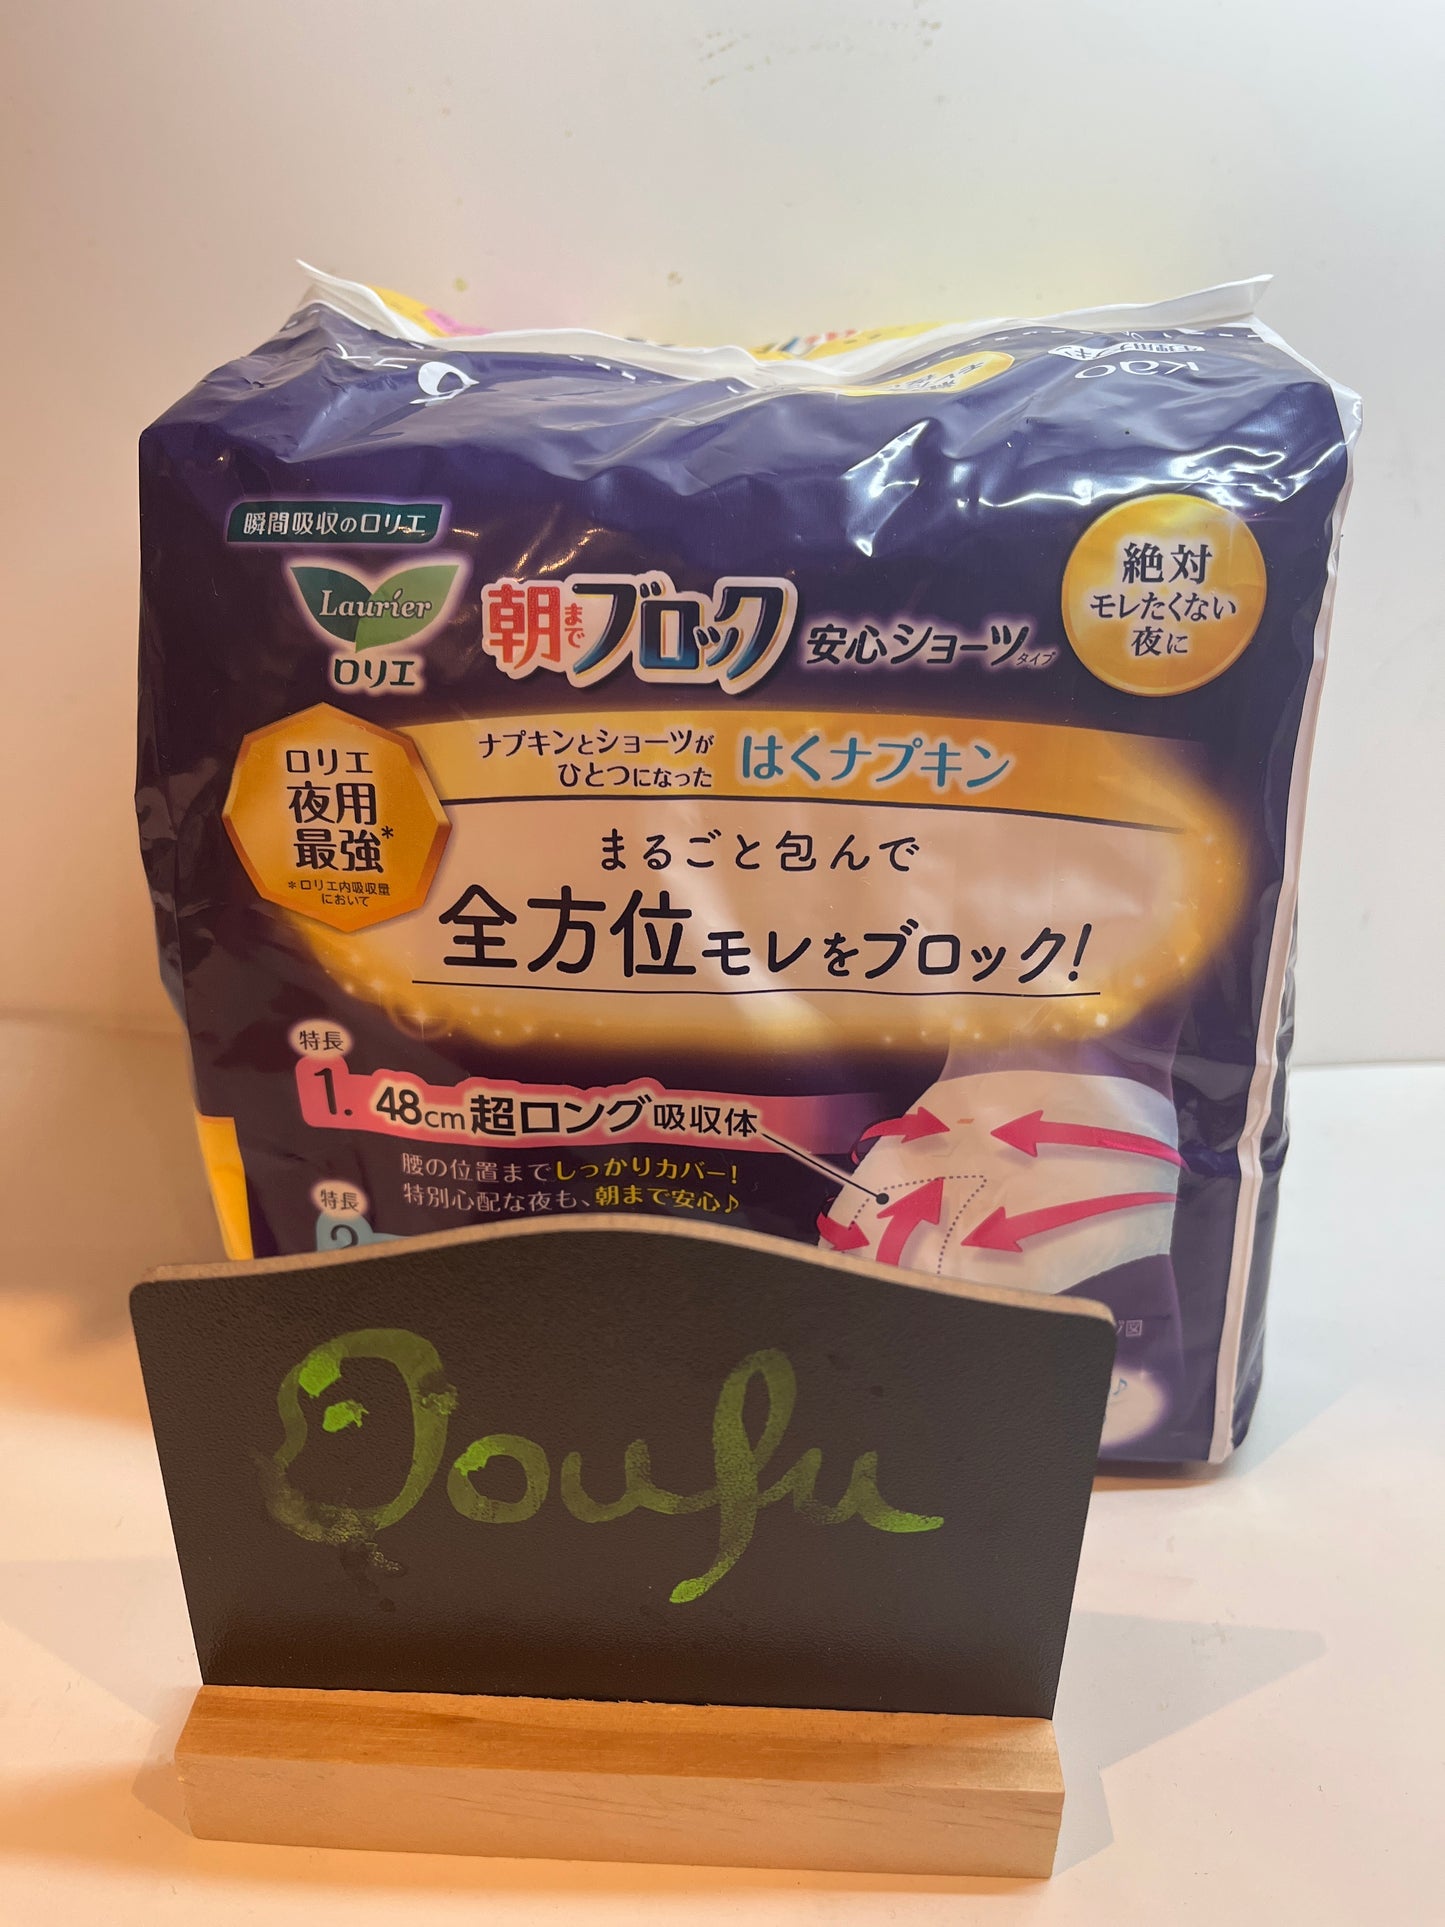 Kao
瞬間吸収のロリエ
Laurier
ロリエ
朝までブロック 安心ショーツタイプ
絶対
モレたくない
夜に
ロリエ
夜用
最強*
*ロリエ内吸収量
において
ナプキンとショーツが
ひとつになった
はくナプキン
まるごと包んで
全方位モレをブロック!
特長
1. 48cm超ロング吸収体
腰の位置までしっかりカバー!
特別心配な夜も、朝まで安心♪
特長
2
図
Doufu